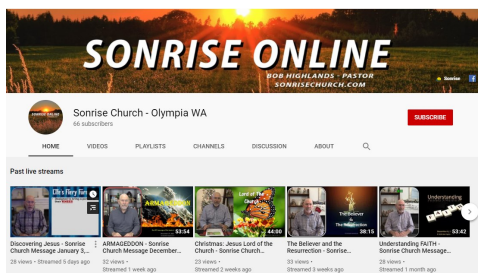 SONRISE ONLINE
BOB HIGHLANDS - PASTOR
SONRISECHURCH.COM
Sonrise
Sonrise Church - Olympia WA
66 subscribers
SUBSCRIBE
HOME VIDEOS PLAYLISTS CHANNELS DISCUSSION ABOUT
Past live streams
ARMAGEDDON
Lord of The
Church
The Believer
&
The Resurrection
Understanding
53:54 44:00 38:15 53:42
Discovering Jesus - Sonrise
Church Message January 3,...
28 views • Streamed 5 days ago
ARMAGEDDON - Sonrise
Church Message December...
32 views •
Streamed 1 week ago
Christmas: Jesus Lord of the
Church - Sonrise Church...
23 views •
Streamed 2 weeks ago
The Believer and the
Resurrection - Sonrise...
33 views •
Streamed 3 weeks ago
Understanding FAITH -
Sonrise Church Message...
28 views •
Streamed 1 month ago